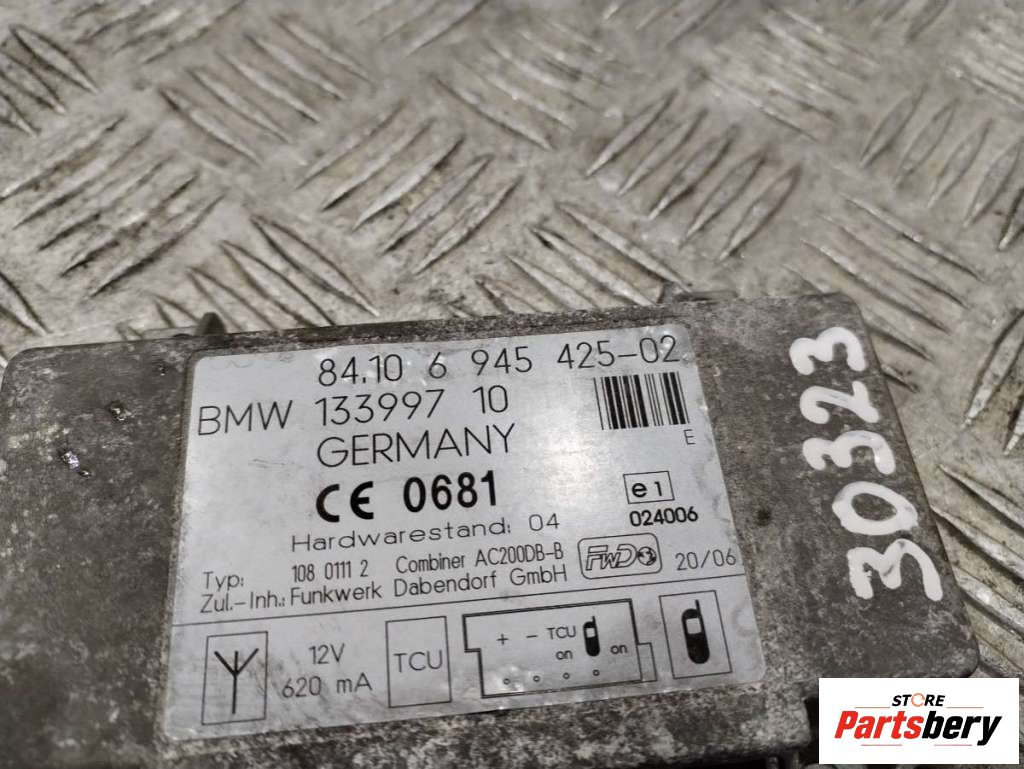 84.10 6 945 425-02
BMW 133997 10
GERMANY
E
CE 0681
e1
024006
Hardwarestand: 04
Typ: 108 0111 2 Combiner AC200DB-B
FWD
20/06
Zul.-Inh.: Funkwerk Dabendorf GmbH
12V
620 mA
TCU
+ - TCU
on
on
30323
STORE
Partsbery